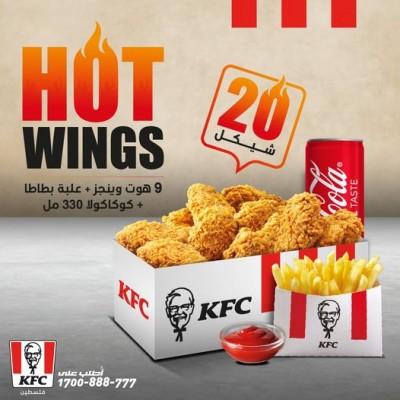 HOT
WINGS
20
شيكل
9 هوت وينجز + علبة بطاطا
+ كوكاكولا 330 مل
Cola
TASTE
KFC
KFC
KFC
فلسطين
أطلب على
1700-888-777